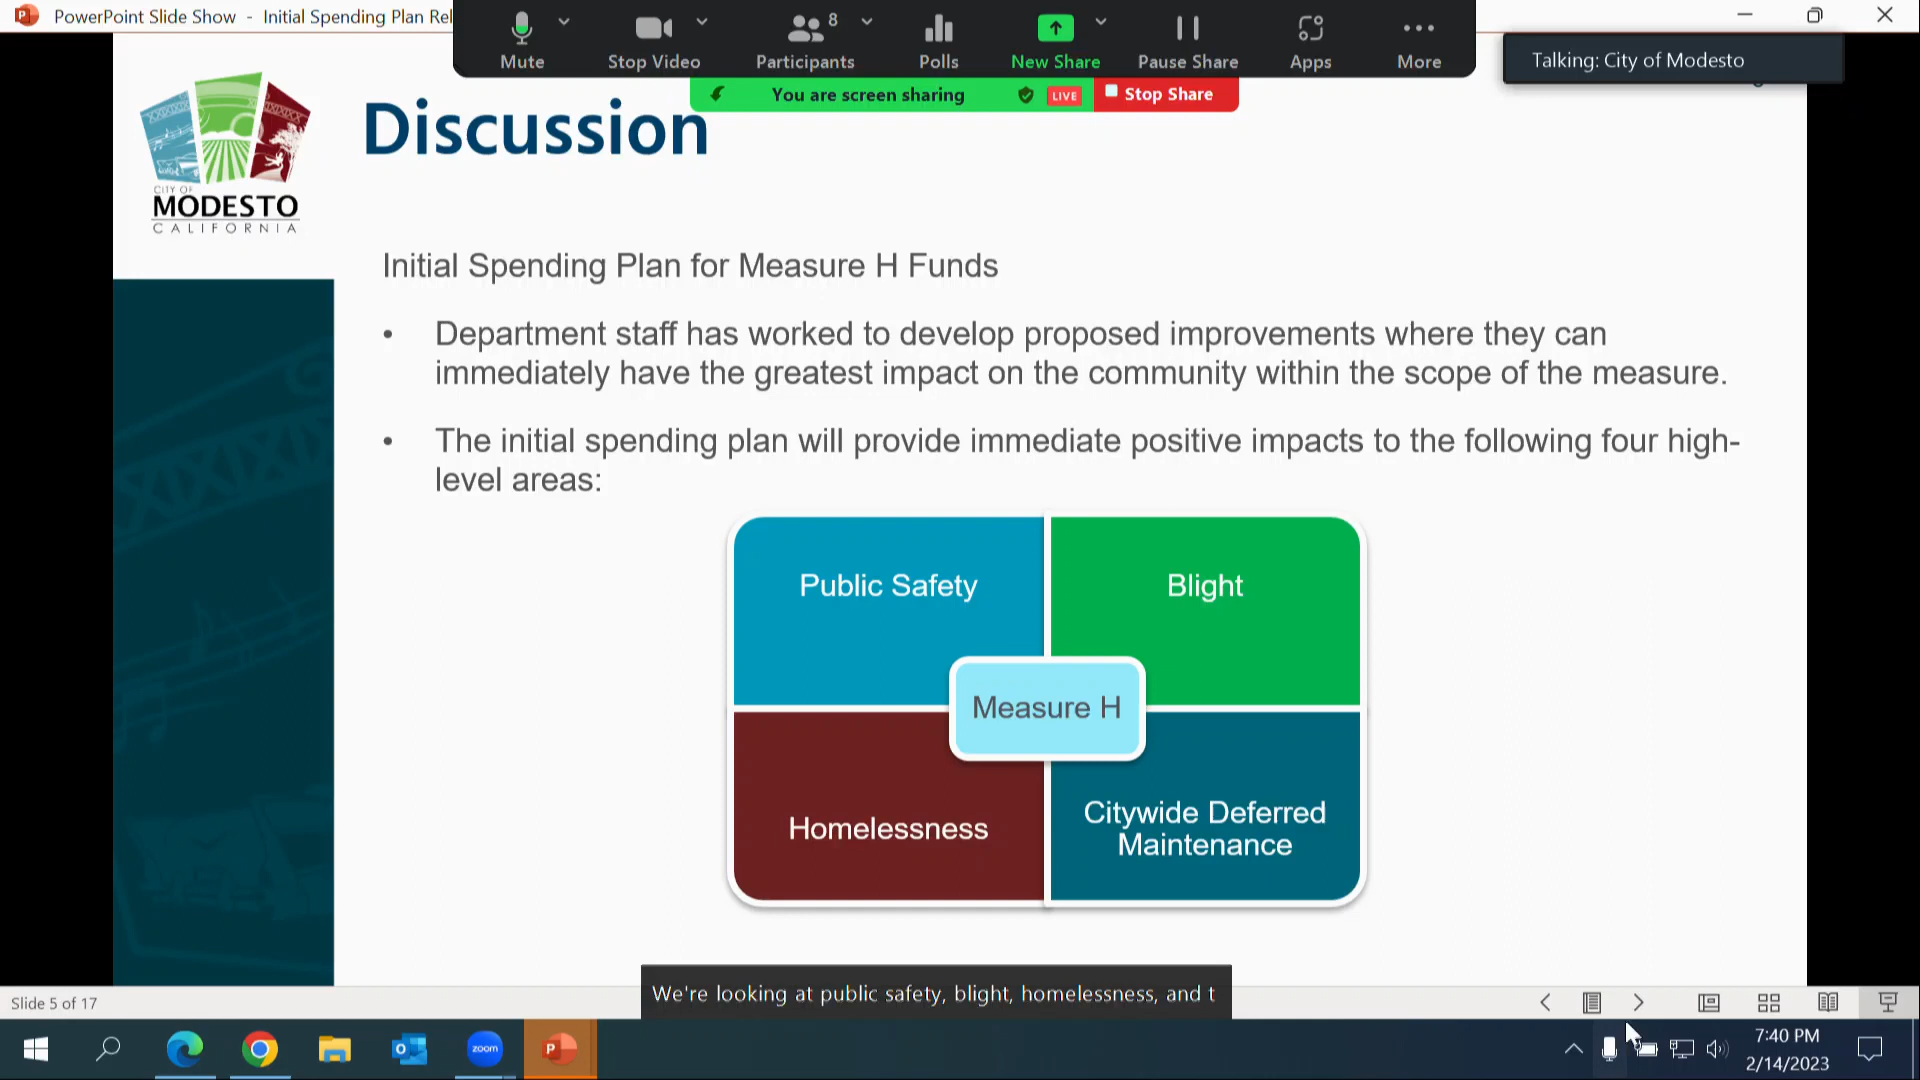 PowerPoint Slide Show - Initial Spending Plan Rel
8
Mute
Stop Video
Participants
Polls
New Share
Pause Share
Apps
More
Talking: City of Modesto
You are screen sharing
LIVE
Stop Share
CITY OF
MODESTO
CALIFORNIA
Discussion
Initial Spending Plan for Measure H Funds
• Department staff has worked to develop proposed improvements where they can
immediately have the greatest impact on the community within the scope of the measure.
• The initial spending plan will provide immediate positive impacts to the following four high-
level areas:
Public Safety
Blight
Measure H
Homelessness
Citywide Deferred
Maintenance
We're looking at public safety, blight, homelessness, and t
Slide 5 of 17
zoom
7:40 PM
2/14/2023